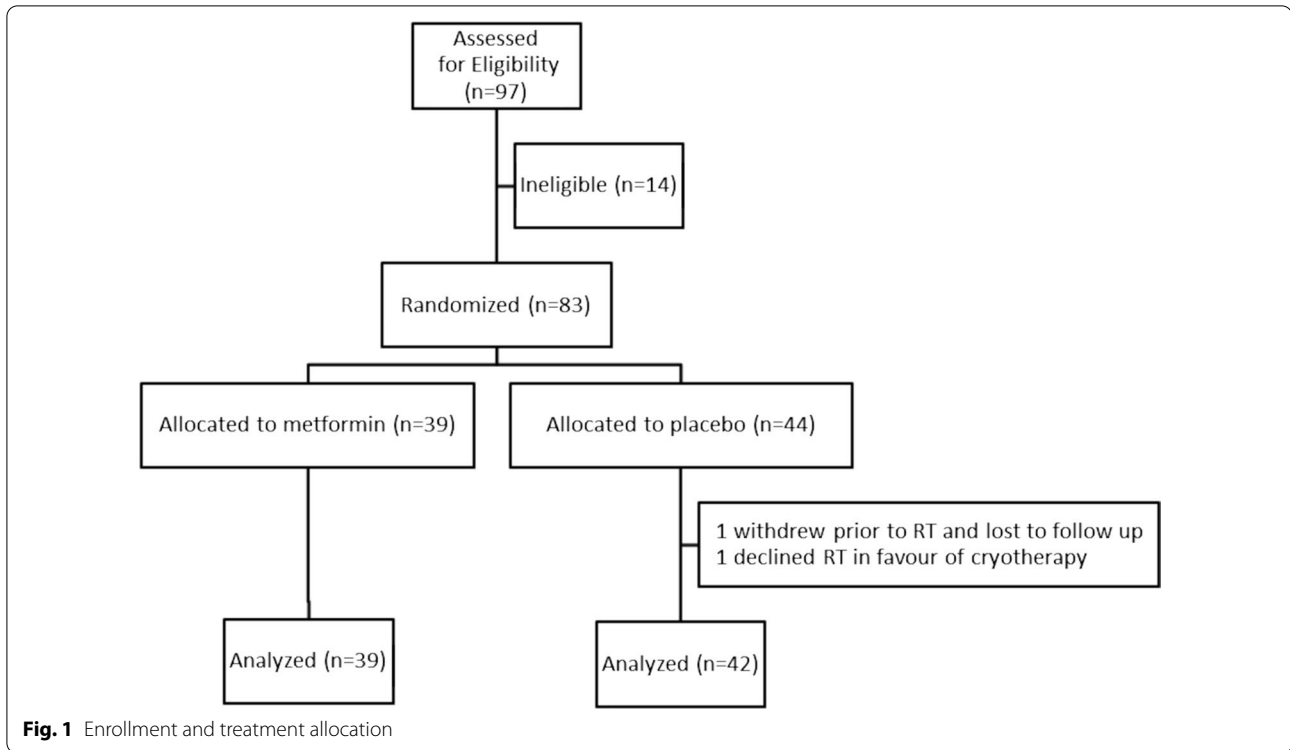 Assessed
for Eligibility
(n=97)
Ineligible (n=14)
Randomized (n=83)
Allocated to metformin (n=39)
Allocated to placebo (n=44)
1 withdrew prior to RT and lost to follow up
1 declined RT in favour of cryotherapy
Analyzed (n=39)
Analyzed (n=42)
Fig. 1 Enrollment and treatment allocation